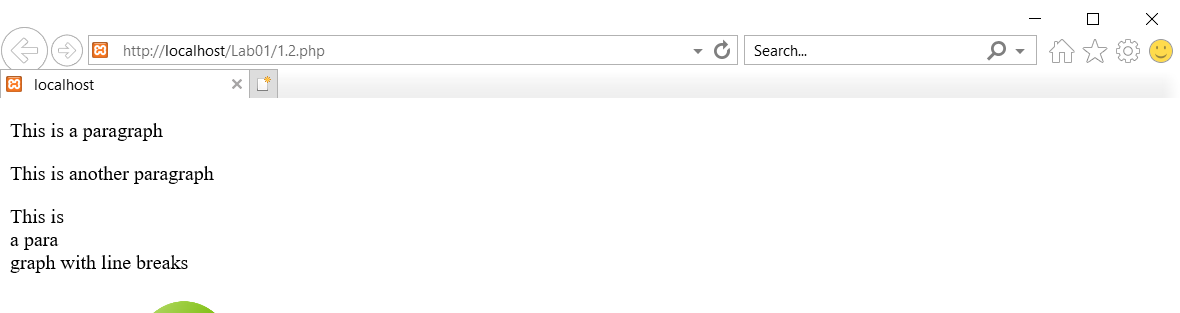 http://localhost/Lab01/1.2.php
Search...
localhost
This is a paragraph
This is another paragraph
This is
a para
graph with line breaks